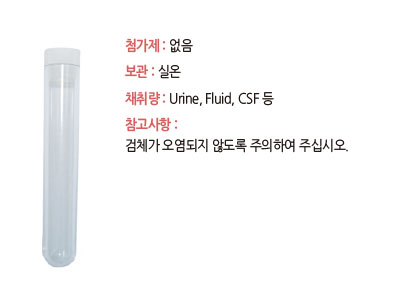 첨가제 : 없음
보관 : 실온
채취량 : Urine, Fluid, CSF 등
참고사항 :
검체가 오염되지 않도록 주의하여 주십시오.